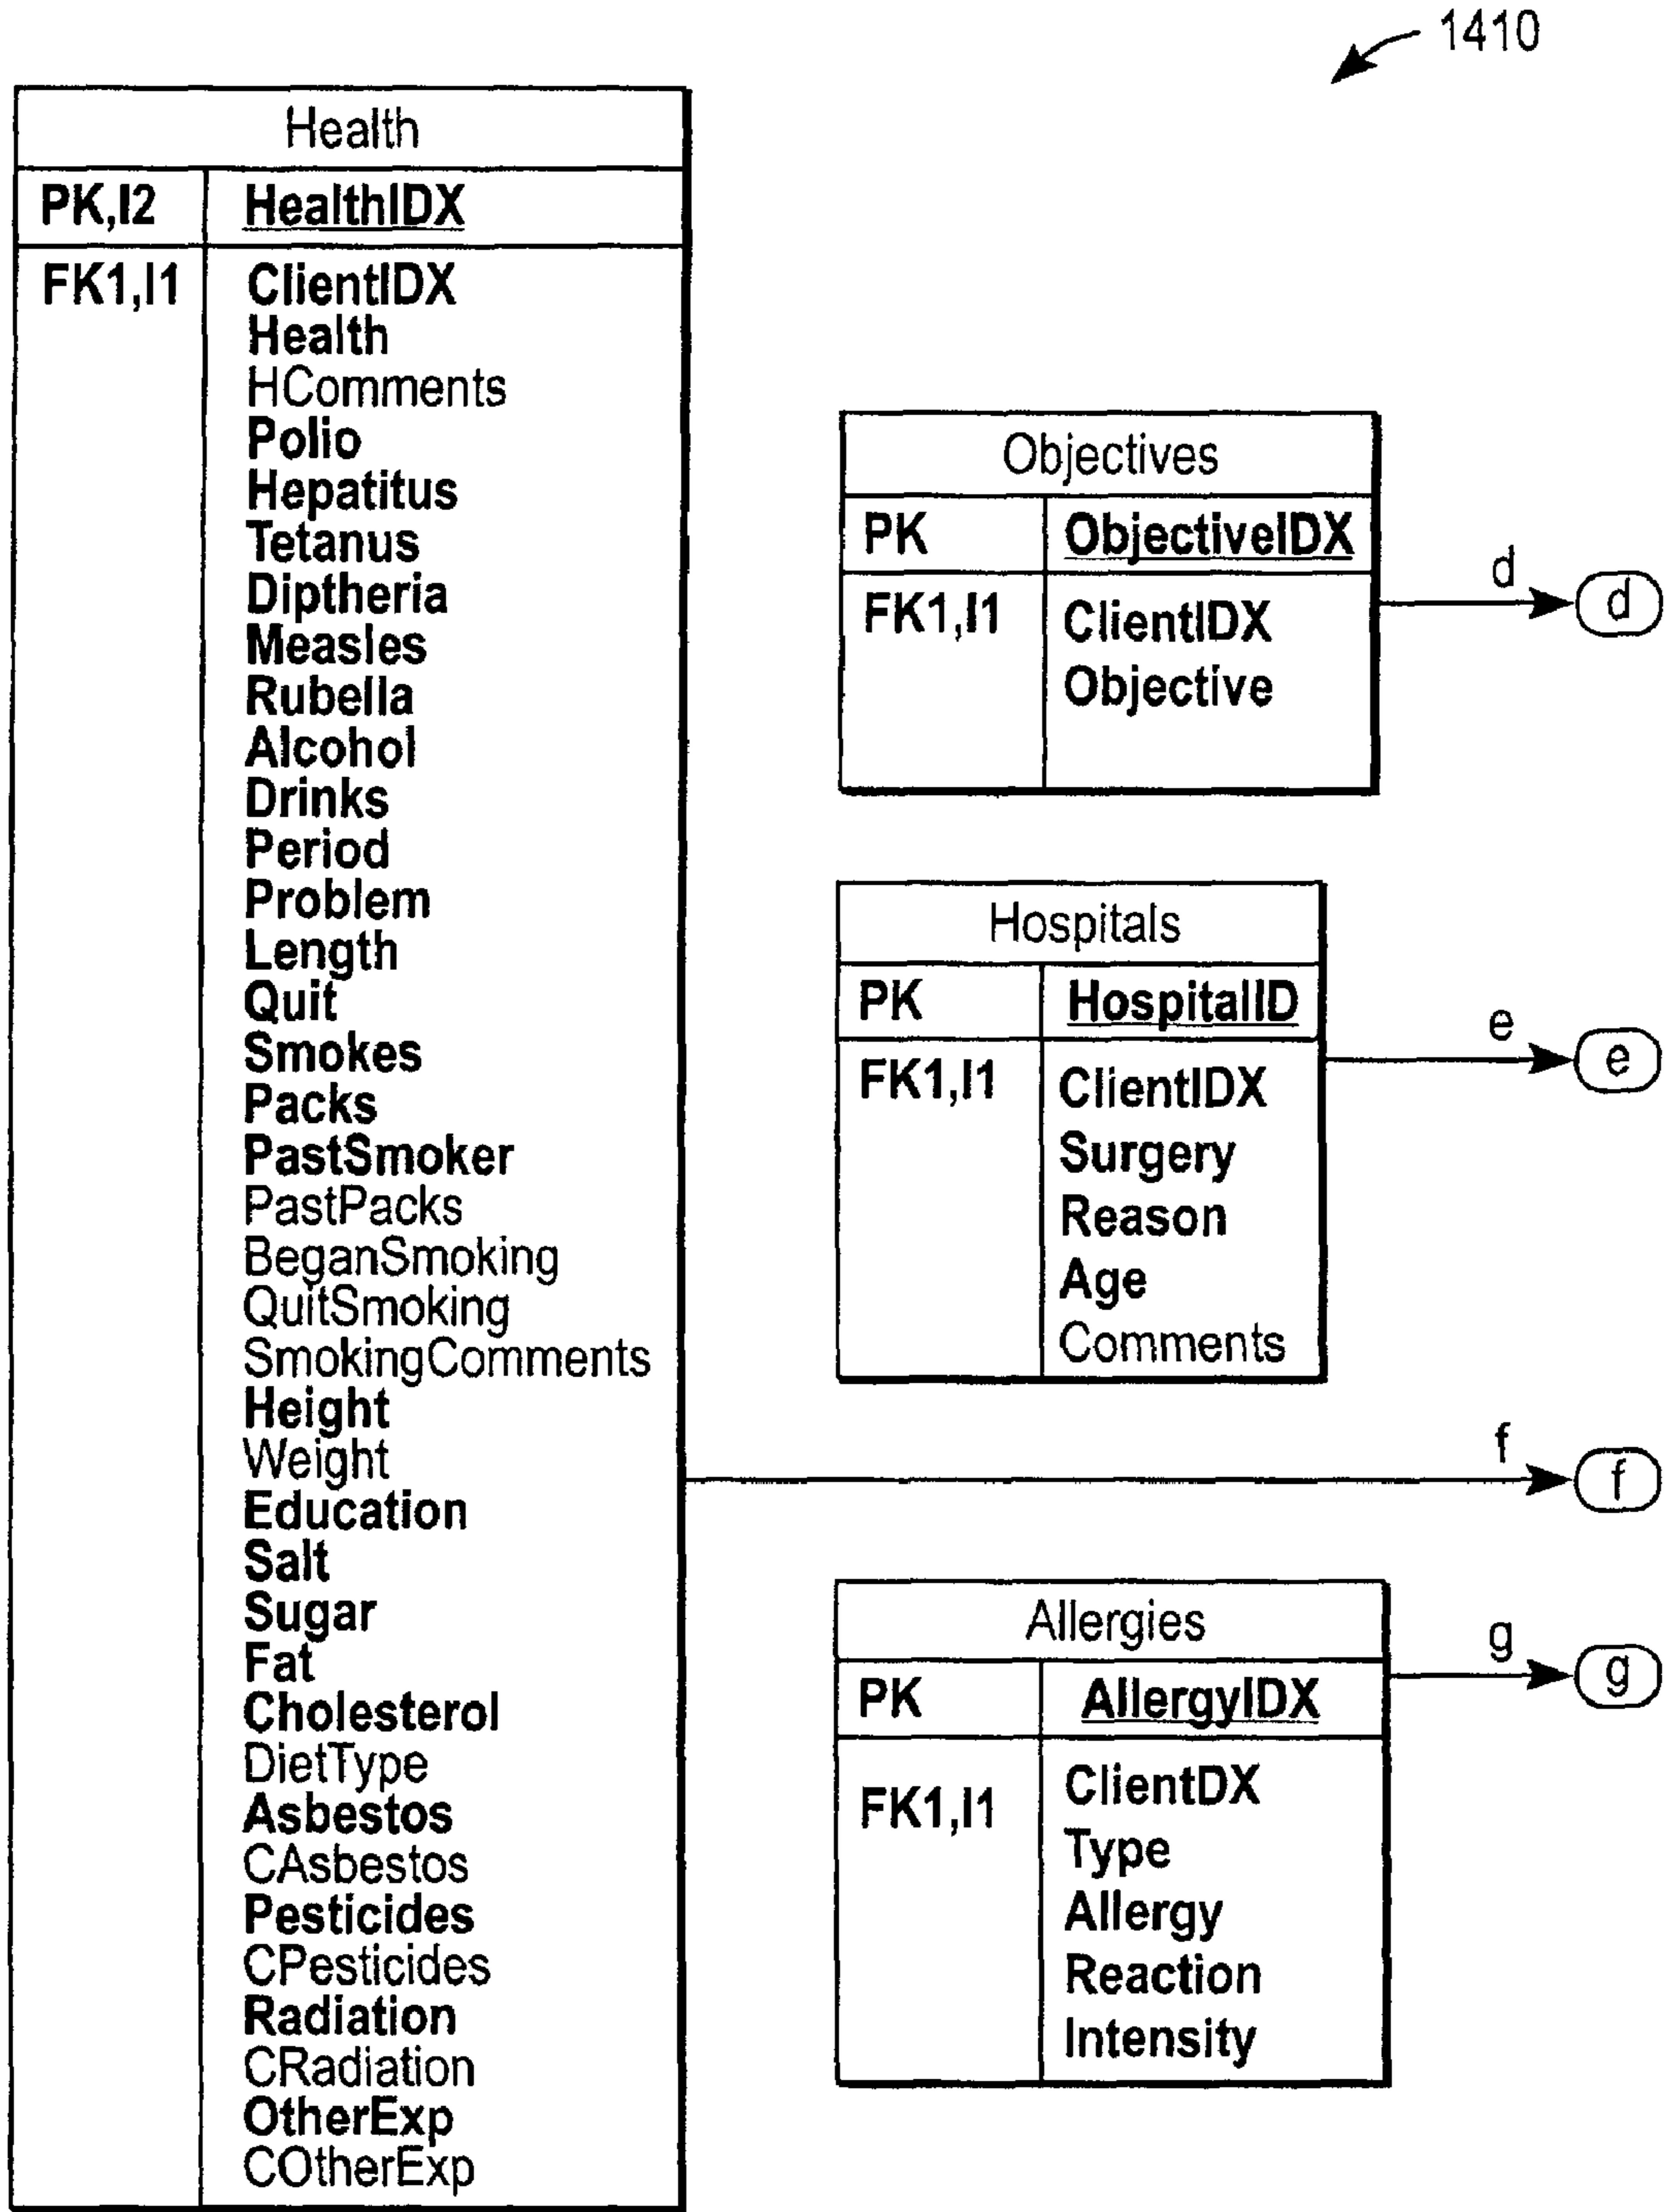 1410
Health
PK,I2 HealthIDX
FK1,I1 ClientIDX
Health
HComments
Polio
Hepatitus
Tetanus
Diptheria
Measles
Rubella
Alcohol
Drinks
Period
Problem
Length
Quit
Smokes
Packs
PastSmoker
PastPacks
BeganSmoking
QuitSmoking
SmokingComments
Height
Weight
Education
Salt
Sugar
Fat
Cholesterol
DietType
Asbestos
CAsbestos
Pesticides
CPesticides
Radiation
CRadiation
OtherExp
COtherExp
Objectives
PK ObjectiveIDX
FK1,I1 ClientIDX
Objective
d d
Hospitals
PK HospitalID
FK1,I1 ClientIDX
Surgery
Reason
Age
Comments
e e
f f
Allergies
PK AllergyIDX
FK1,I1 ClientDX
Type
Allergy
Reaction
Intensity
g g